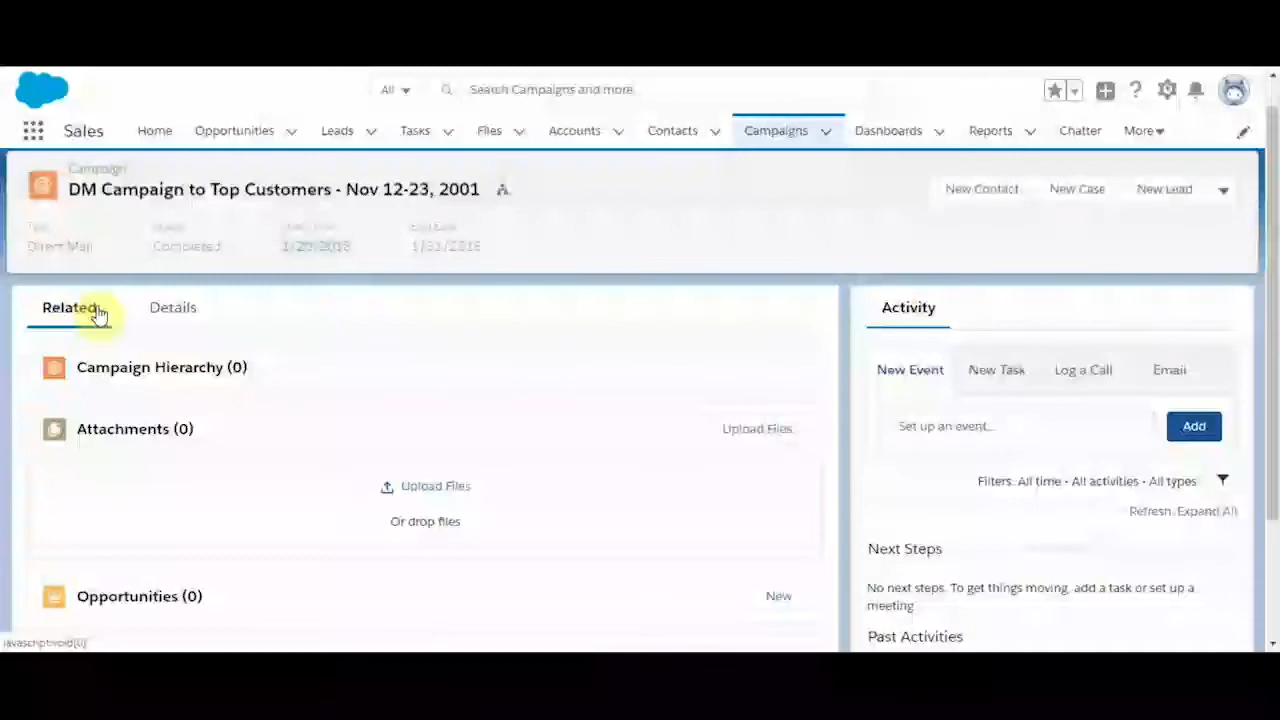 All
Search Campaigns and more
Sales
Home
Opportunities
Leads
Tasks
Files
Accounts
Contacts
Campaigns
Dashboards
Reports
Chatter
More
Campaign
DM Campaign to Top Customers - Nov 12-23, 2001
New Contact
New Case
New Lead
Direct Mail
Completed
1/31/2018
Related
Details
Activity
Campaign Hierarchy (0)
New Event
New Task
Log a Call
Email
Attachments (0)
Upload Files
Set up an event...
Add
Upload Files
Or drop files
Filters: All time • All activities • All types
Refresh Expand All
Next Steps
No next steps. To get things moving, add a task or set up a
meeting
Opportunities (0)
New
Past Activities
javascript:void(0)